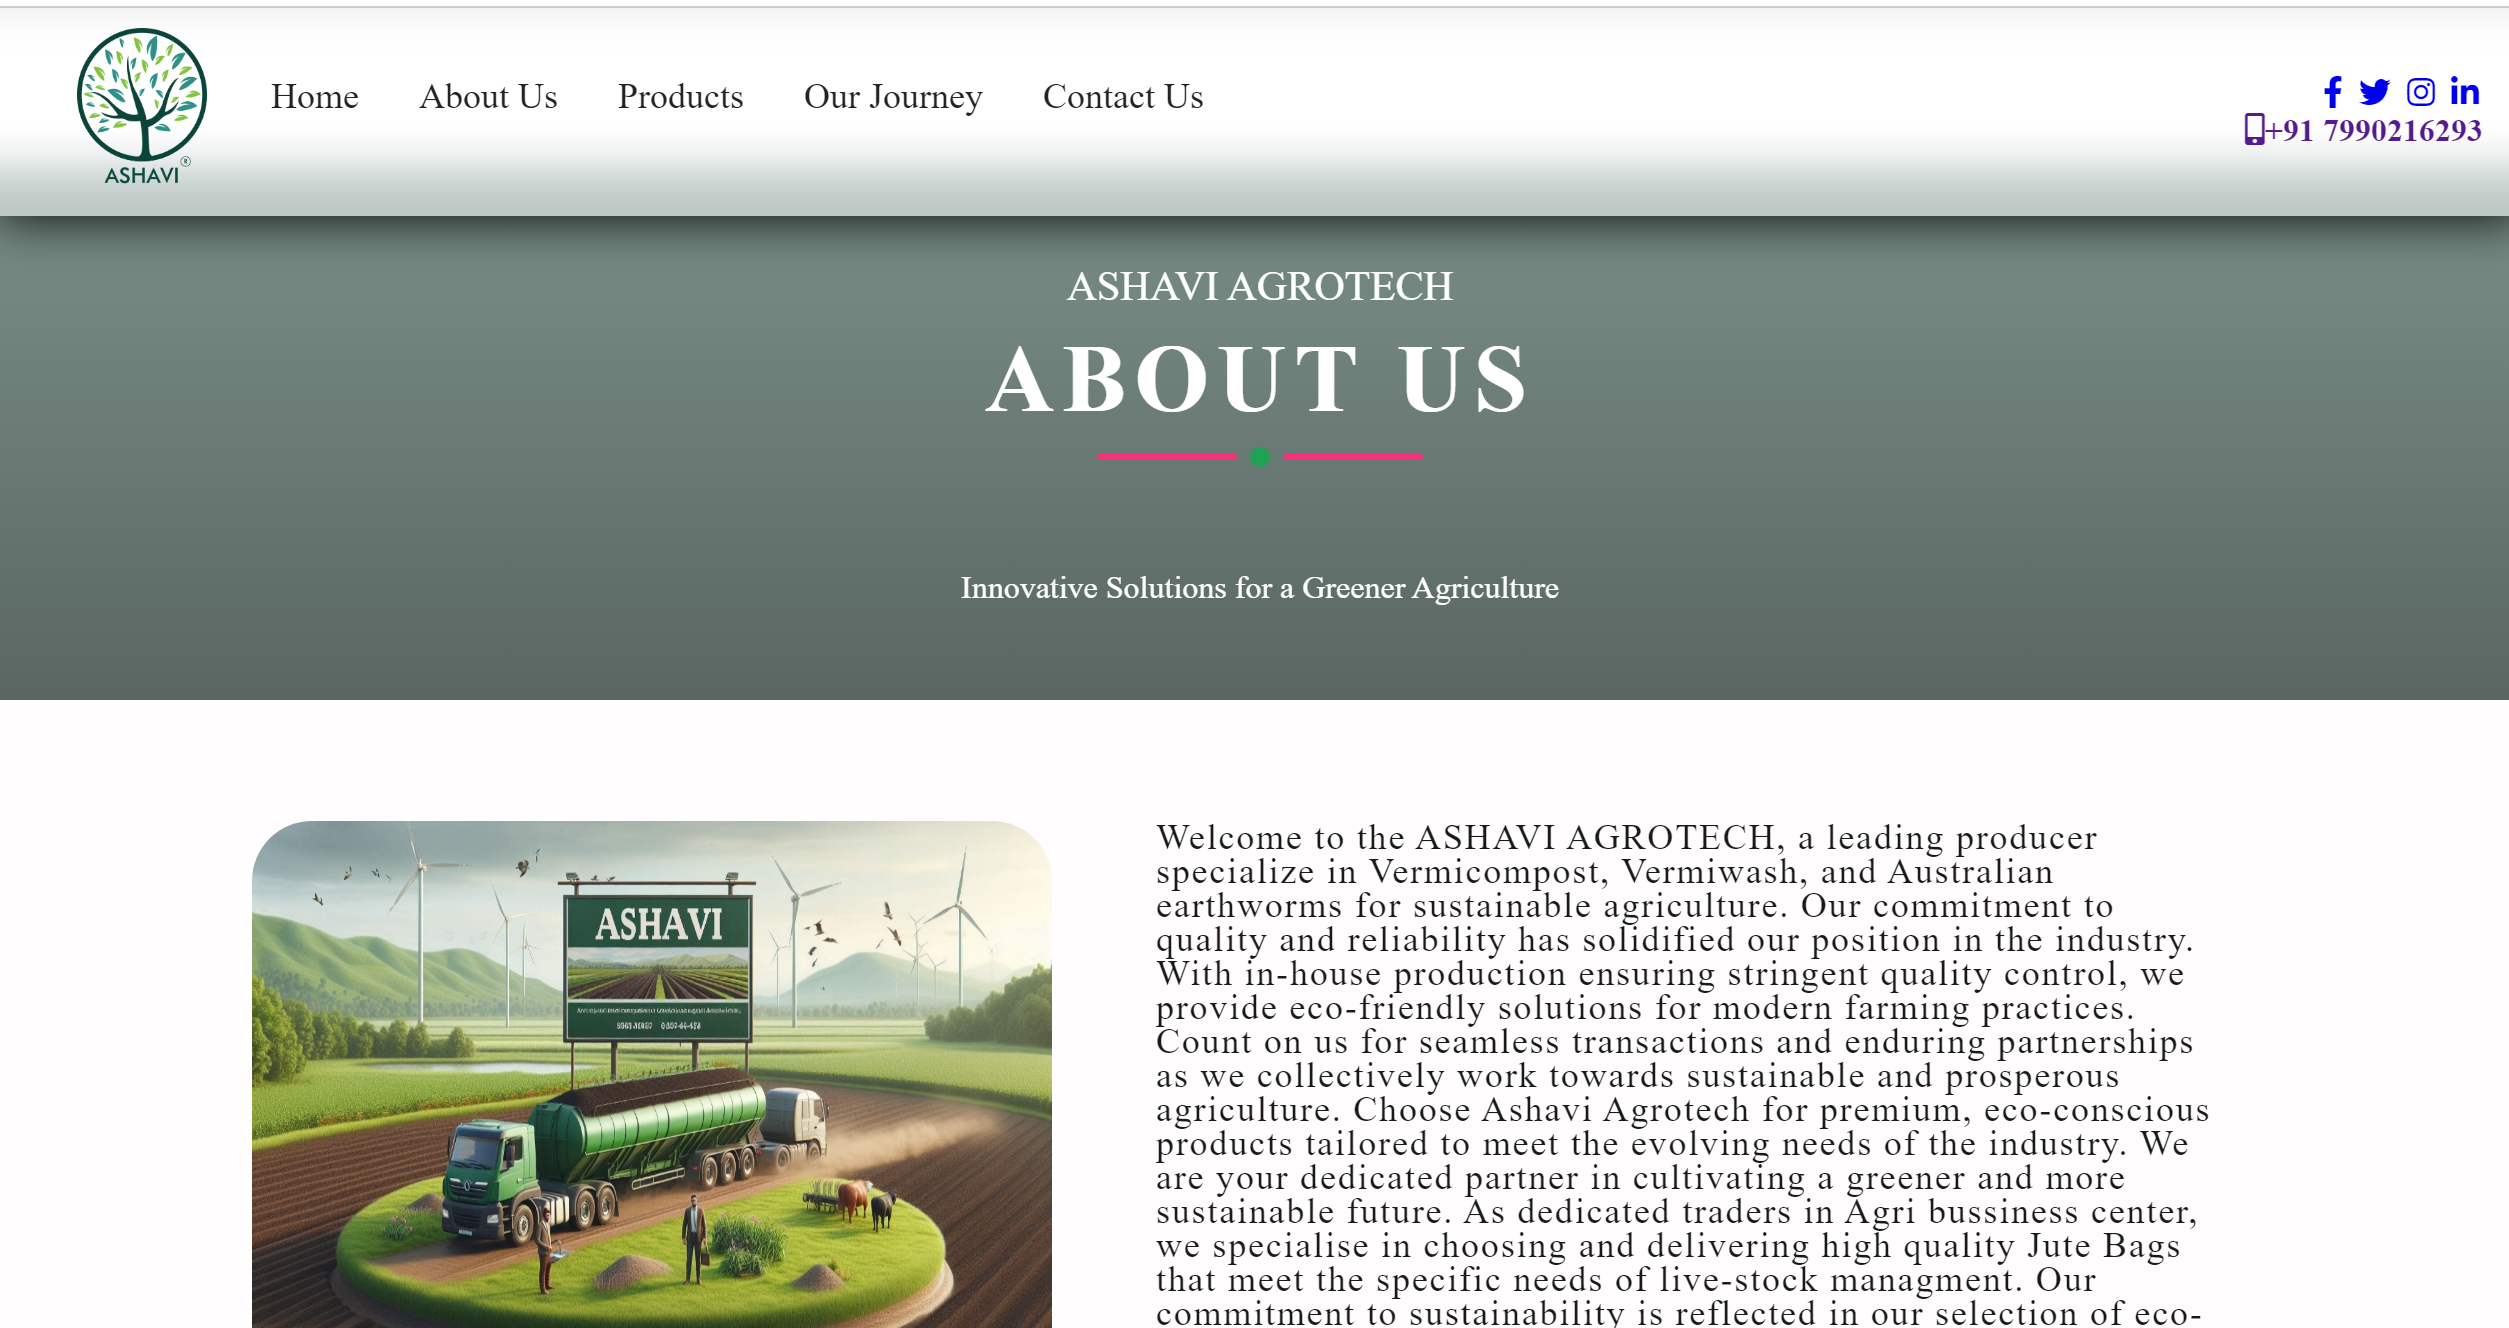 ASHAVI
®
Home About Us Products Our Journey Contact Us
+91 7990216293
ASHAVI AGROTECH
ABOUT US
Innovative Solutions for a Greener Agriculture
ASHAVI
Welcome to the ASHAVI AGROTECH, a leading producer
specialize in Vermicompost, Vermiwash, and Australian
earthworms for sustainable agriculture. Our commitment to
quality and reliability has solidified our position in the industry.
With in-house production ensuring stringent quality control, we
provide eco-friendly solutions for modern farming practices.
Count on us for seamless transactions and enduring partnerships
as we collectively work towards sustainable and prosperous
agriculture. Choose Ashavi Agrotech for premium, eco-conscious
products tailored to meet the evolving needs of the industry. We
are your dedicated partner in cultivating a greener and more
sustainable future. As dedicated traders in Agri bussiness center,
we specialise in choosing and delivering high quality Jute Bags
that meet the specific needs of live-stock managment. Our
commitment to sustainability is reflected in our selection of eco-